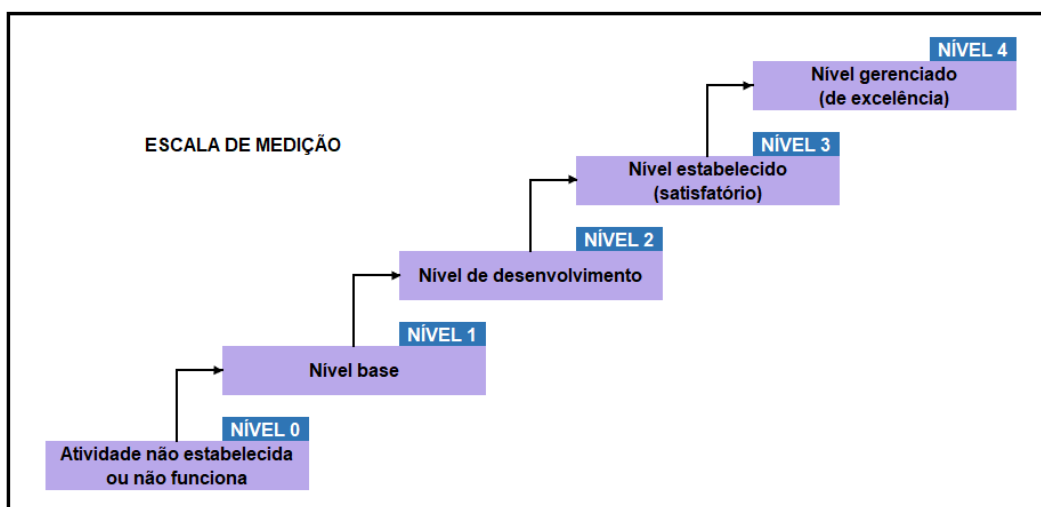 NÍVEL 4
Nível gerenciado
(de excelência)
ESCALA DE MEDIÇÃO
NÍVEL 3
Nível estabelecido
(satisfatório)
NÍVEL 2
Nível de desenvolvimento
NÍVEL 1
Nível base
NÍVEL 0
Atividade não estabelecida
ou não funciona